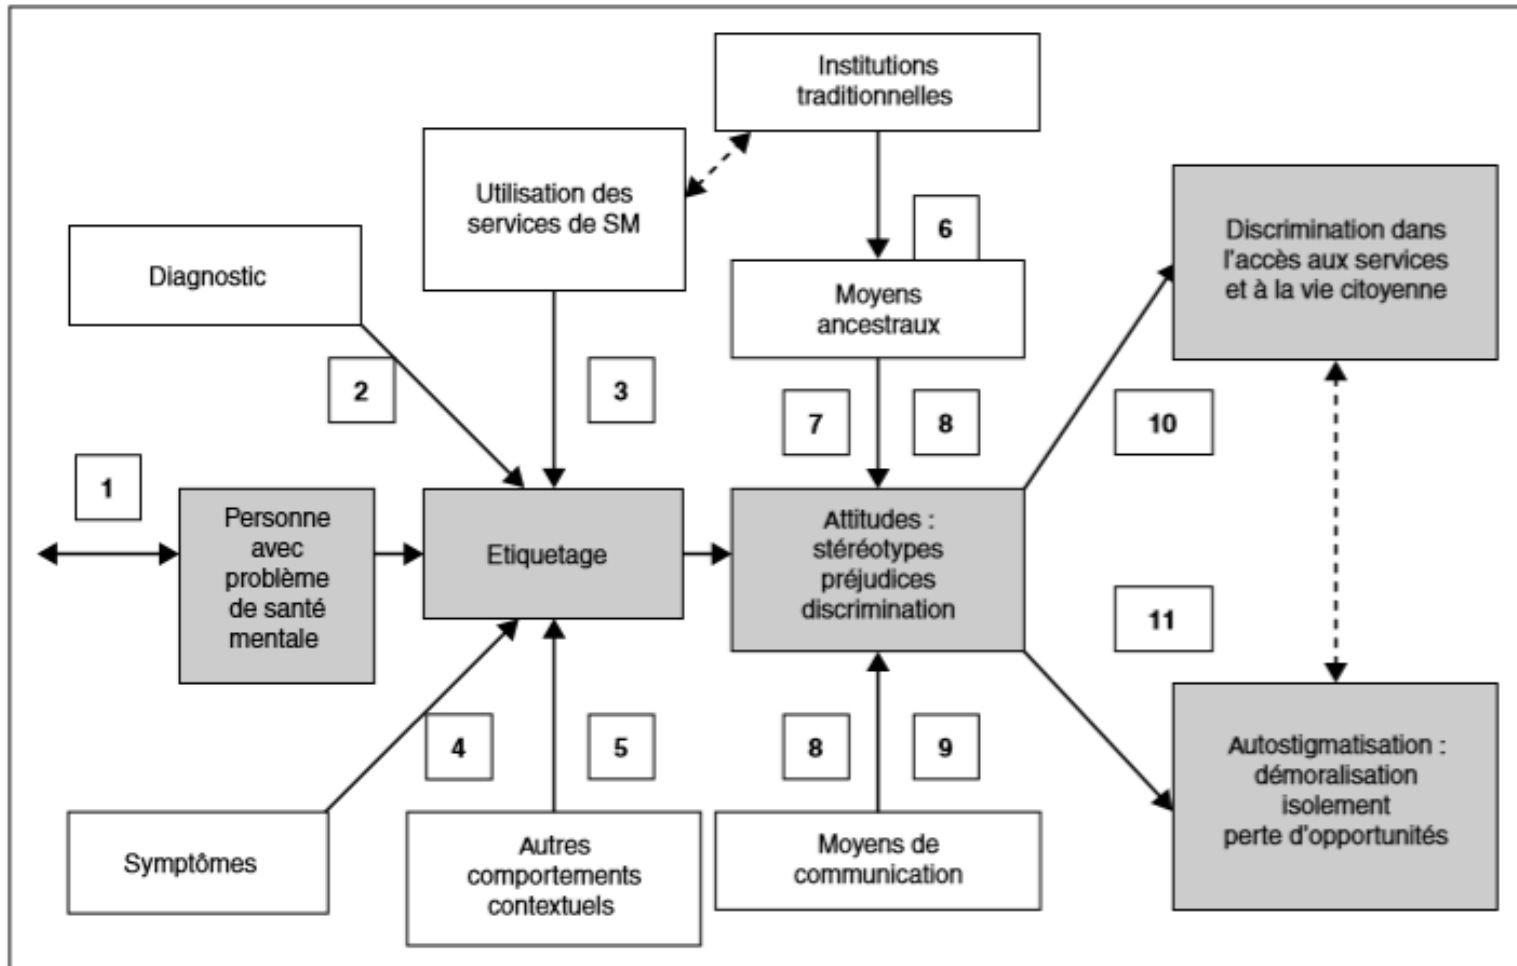 Institutions
traditionnelles
Utilisation des
services de SM
Diagnostic
6
Moyens
ancestraux
Discrimination dans
l'accès aux services
et à la vie citoyenne
2
3
7
8
10
1
Personne
avec
problème
de santé
mentale
Etiquetage
Attitudes :
stéréotypes
préjudices
discrimination
11
4
5
8
9
Symptômes
Autres
comportements
contextuels
Moyens de
communication
Autostigmatisation :
démoralisation
isolement
perte d'opportunités